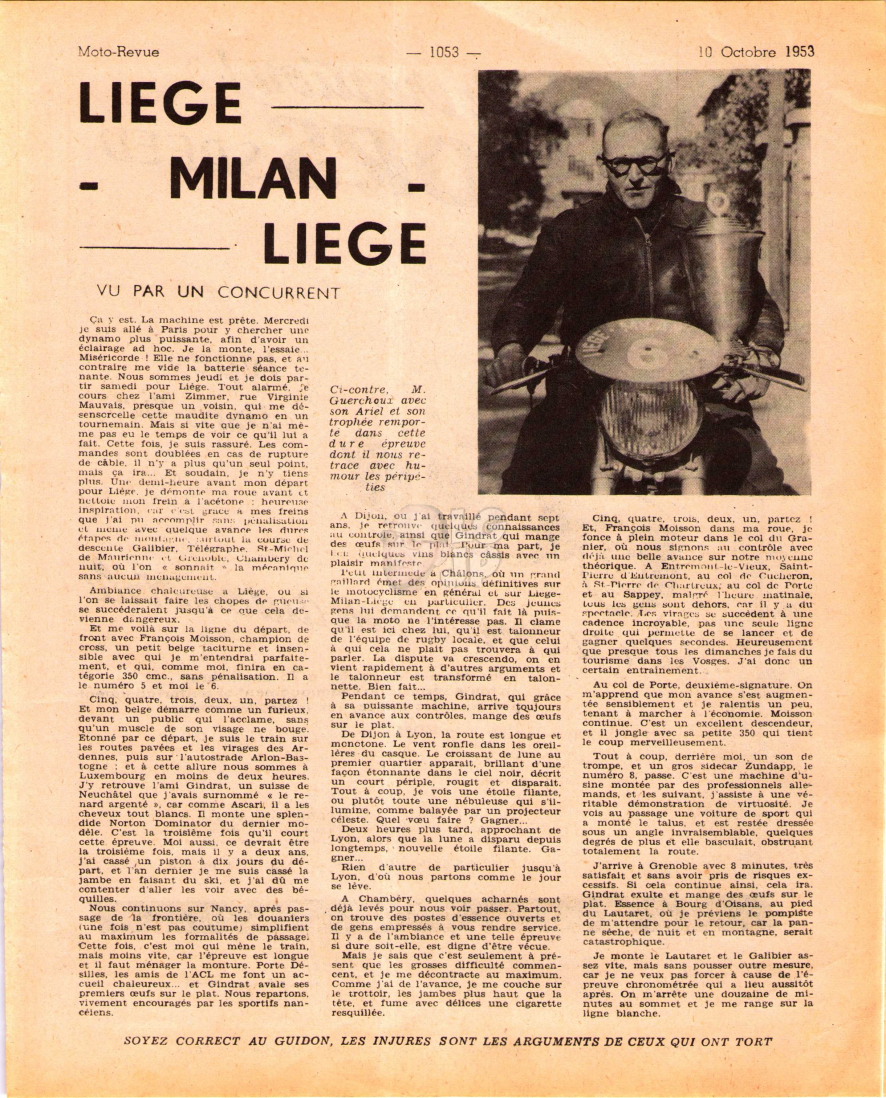 Moto-Revue — 1053 — 10 Octobre 1953
LIEGE
- MILAN -
LIEGE
VU PAR UN CONCURRENT
Ça y est. La machine est prête. Mercredi
je suis allé à Paris pour y chercher une
dynamo plus puissante, afin d'avoir un
éclairage ad hoc. Je la monte, l'essaie...
Miséricorde ! Elle ne fonctionne pas, et au
contraire me vide la batterie séance te-
nante. Nous sommes jeudi et je dois par-
tir samedi pour Liége. Tout alarmé, je
cours chez l'ami Zimmer, rue Virginie
Mauvais, presque un voisin, qui me dé-
sensorcelle cette maudite dynamo en un
tournemain. Mais si vite que je n'ai mê-
me pas eu le temps de voir ce qu'il lui a
fait. Cette fois, je suis rassuré. Les com-
mandes sont doublées en cas de rupture
de câble, il n'y a plus qu'un seul point,
mais ça ira... Et soudain, je n'y tiens
plus. Une demi-heure avant mon départ
pour Liége, je démonte ma roue avant et
nettoie mon frein à l'acétone : heureuse
inspiration, car c'est grâce à mes freins
que j'ai pu accomplir sans pénalisation
et même avec quelque avance les dures
étapes de montagne, surtout la course de
descente Galibier, Télégraphe, St-Michel
de Maurienne et Grenoble, Chambéry de
nuit, où l'on « sonnait » la mécanique
sans aucun ménagement.
Ambiance chaleureuse à Liége, ou si
l'on se laissait faire les chopes de gueuse
se succéderaient jusqu'à ce que cela de-
vienne dangereux.
Et me voilà sur la ligne du départ, de
front avec François Moisson, champion de
cross, un petit belge taciturne et insen-
sible avec qui je m'entendrai parfaite-
ment, et qui, comme moi, finira en ca-
tégorie 350 cmc., sans pénalisation. Il a
le numéro 5 et moi le 6.
Cinq, quatre, trois, deux, un, partez !
Et mon belge démarre comme un furieux,
devant un public qui l'acclame, sans
qu'un muscle de son visage ne bouge.
Etonné par ce départ, je suis le train sur
les routes pavées et les virages des Ar-
dennes, puis sur l'autostrade Arlon-Bas-
togne ; et à cette allure nous sommes à
Luxembourg en moins de deux heures.
J'y retrouve l'ami Gindrat, un suisse de
Neuchâtel que j'avais surnommé « le re-
nard argenté », car comme Ascari, il a les
cheveux tout blancs. Il monte une splen-
dide Norton Dominator du dernier mo-
dèle. C'est la troisième fois qu'il court
cette épreuve. Moi aussi, ce devrait être
la troisième fois, mais il y a deux ans,
j'ai cassé un piston à dix jours du dé-
part, et l'an dernier je me suis cassé la
jambe en faisant du ski, et j'ai dû me
contenter d'aller les voir avec des bé-
quilles.
Nous continuons sur Nancy, après pas-
sage de la frontière, où les douaniers
(une fois n'est pas coutume) simplifient
au maximum les formalités de passage.
Cette fois, c'est moi qui mène le train,
mais moins vite, car l'épreuve est longue
et il faut ménager la monture. Porte Dé-
silles, les amis de l'ACL me font un ac-
cueil chaleureux... et Gindrat avale ses
premiers œufs sur le plat. Nous repartons,
vivement encouragés par les sportifs nan-
céiens.
Ci-contre, M.
Guerchoux avec
son Ariel et son
trophée rempor-
té dans cette
dure épreuve
dont il nous re-
trace avec hu-
mour les péripé-
ties
A Dijon, ou j'ai travaillé pendant sept
ans, je retrouve quelques connaissances
au contrôle, ainsi que Gindrat qui mange
des œufs sur le plat. Pour ma part, je
quelques vins blancs cassis avec un
plaisir manifeste.
Petit intermède à Châlons, où un grand
gaillard émet des opinions définitives sur
le motocyclisme en général et sur Liége-
Milan-Liége en particulier. Des jeunes
gens lui demandent ce qu'il fait là puis-
que la moto ne l'intéresse pas. Il clame
qu'il est ici chez lui, qu'il est talonneur
de l'équipe de rugby locale, et que celui
à qui cela ne plait pas trouvera à qui
parler. La dispute va crescendo, on en
vient rapidement à d'autres arguments et
le talonneur est transformé en talon-
nette. Bien fait...
Pendant ce temps, Gindrat, qui grâce
à sa puissante machine, arrive toujours
en avance aux contrôles, mange des œufs
sur le plat.
De Dijon à Lyon, la route est longue et
monotone. Le vent ronfle dans les oreil-
lières du casque. Le croissant de lune au
premier quartier apparaît, brillant d'une
façon étonnante dans le ciel noir, décrit
un court périple, rougit et disparaît.
Tout à coup, je vois une étoile filante,
ou plutôt toute une nébuleuse qui s'il-
lumine, comme balayée par un projecteur
céleste. Quel vœu faire ? Gagner...
Deux heures plus tard, approchant de
Lyon, alors que la lune a disparu depuis
longtemps, nouvelle étoile filante. Ga-
gner...
Rien d'autre de particulier jusqu'à
Lyon, d'où nous partons comme le jour
se lève.
A Chambéry, quelques acharnés sont
déjà levés pour nous voir passer. Partout,
on trouve des postes d'essence ouverts et
de gens empressés à vous rendre service.
Il y a de l'ambiance et une telle épreuve
si dure soit-elle, est digne d'être vécue.
Mais je sais que c'est seulement à pré-
sent que les grosses difficulté commen-
cent, et je me décontracte au maximum.
Comme j'ai de l'avance, je me couche sur
le trottoir, les jambes plus haut que la
tête, et fume avec délices une cigarette
resquillée.
Cinq, quatre, trois, deux, un, partez !
Et, François Moisson dans ma roue, je
fonce à plein moteur dans le col du Gra-
nier, où nous signons au contrôle avec
déjà une belle avance sur notre moyenne
théorique. A Entremont-le-Vieux, Saint-
Pierre d'Entremont, au col de Cucheron,
à St-Pierre de Chartreux, au col de Porte
et au Sappey, malgré l'heure matinale,
tous les gens sont dehors, car il y a du
spectacle. Les virages se succèdent à une
cadence incroyable, pas une seule ligne
droite qui permette de se lancer et de
gagner quelques secondes. Heureusement
que presque tous les dimanches je fais du
tourisme dans les Vosges. J'ai donc un
certain entraînement.
Au col de Porte, deuxième-signature. On
m'apprend que mon avance s'est augmen-
tée sensiblement et je ralentis un peu,
tenant à marcher à l'économie. Moisson
continue. C'est un excellent descendeur,
et il jongle avec sa petite 350 qui tient
le coup merveilleusement.
Tout à coup, derrière moi, un son de
trompe, et un gros sidecar Zundapp, le
numéro 8, passe. C'est une machine d'u-
sine montée par des professionnels alle-
mands, et les suivant, j'assiste à une vé-
ritable démonstration de virtuosité. Je
vois au passage une voiture de sport qui
a monté le talus, et est restée dressée
sous un angle invraisemblable, quelques
degrés de plus et elle basculait, obstruant
totalement la route.
J'arrive à Grenoble avec 8 minutes, très
satisfait et sans avoir pris de risques ex-
cessifs. Si cela continue ainsi, cela ira.
Gindrat exulte et mange des œufs sur le
plat. Essence à Bourg d'Oisans, au pied
du Lautaret, où je préviens le pompiste
de m'attendre pour le retour, car la pan-
ne sèche, de nuit et en montagne, serait
catastrophique.
Je monte le Lautaret et le Galibier as-
sez vite, mais sans pousser outre mesure,
car je ne veux pas forcer à cause de l'é-
preuve chronométrée qui a lieu aussitôt
après. On m'arrête une douzaine de mi-
nutes au sommet et je me range sur la
ligne blanche.
SOYEZ CORRECT AU GUIDON, LES INJURES SONT LES ARGUMENTS DE CEUX QUI ONT TORT